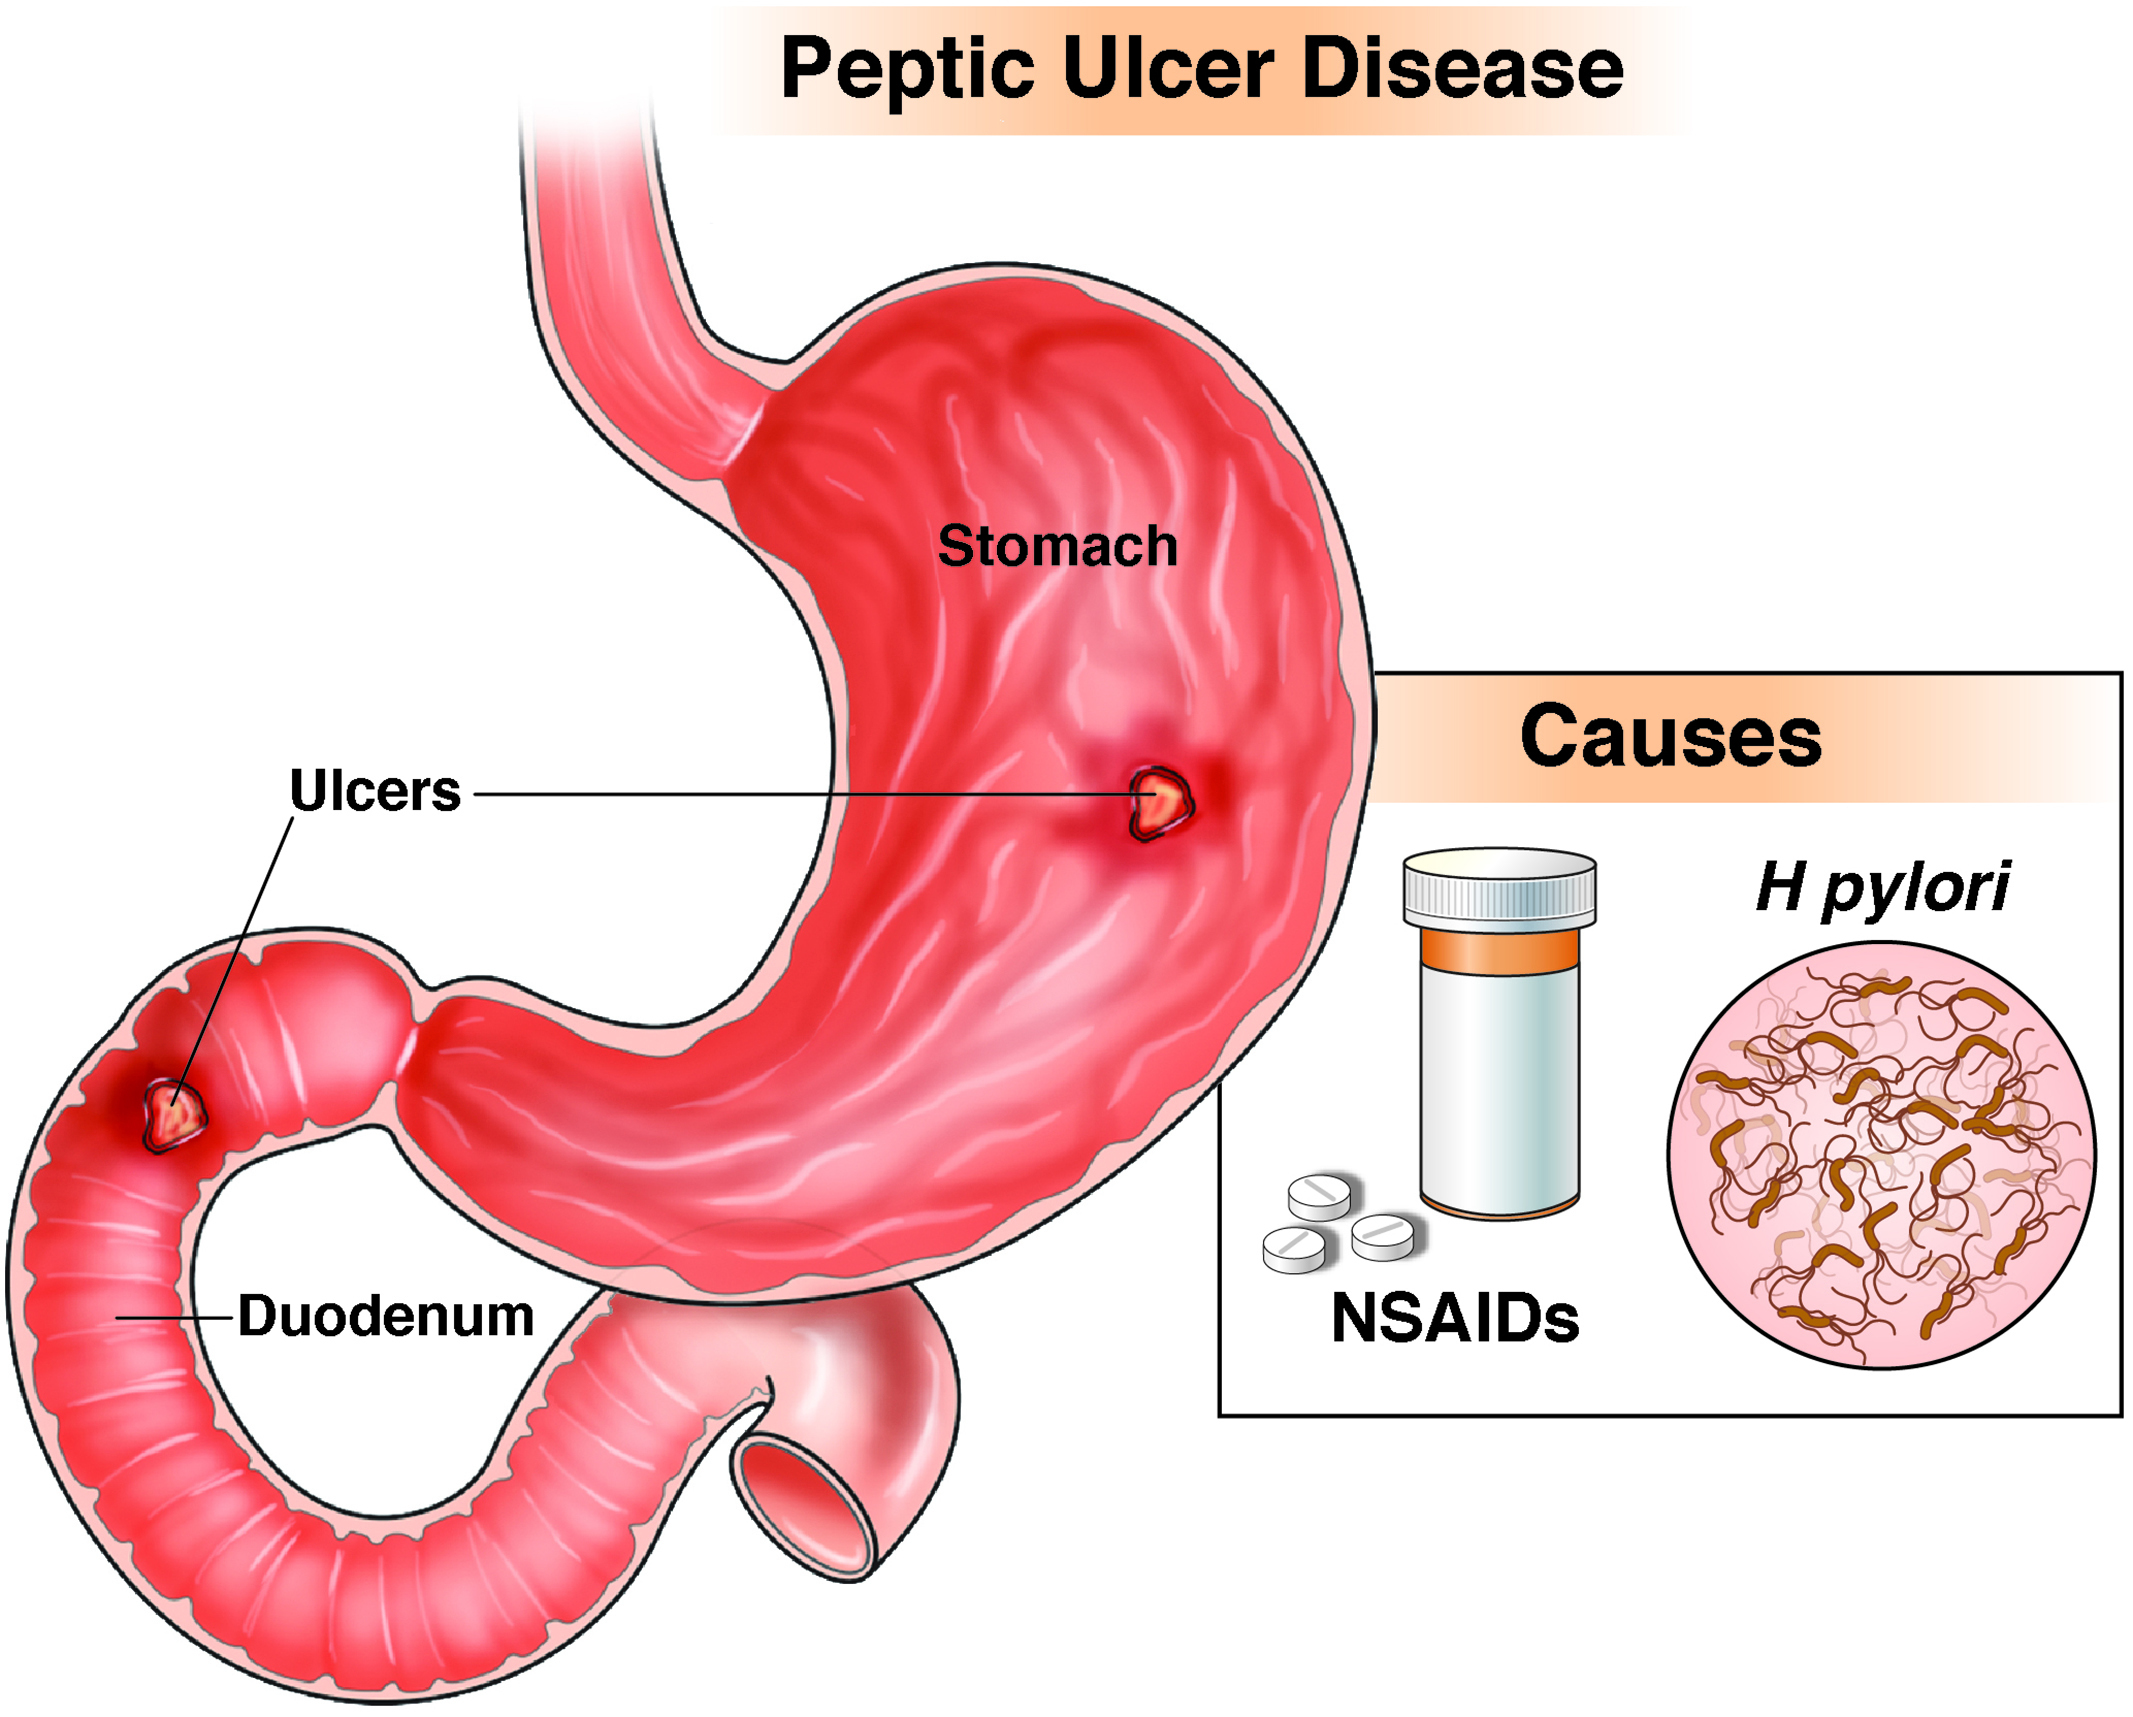 Peptic Ulcer Disease
Stomach
Ulcers
Duodenum
Causes
H pylori
NSAIDs